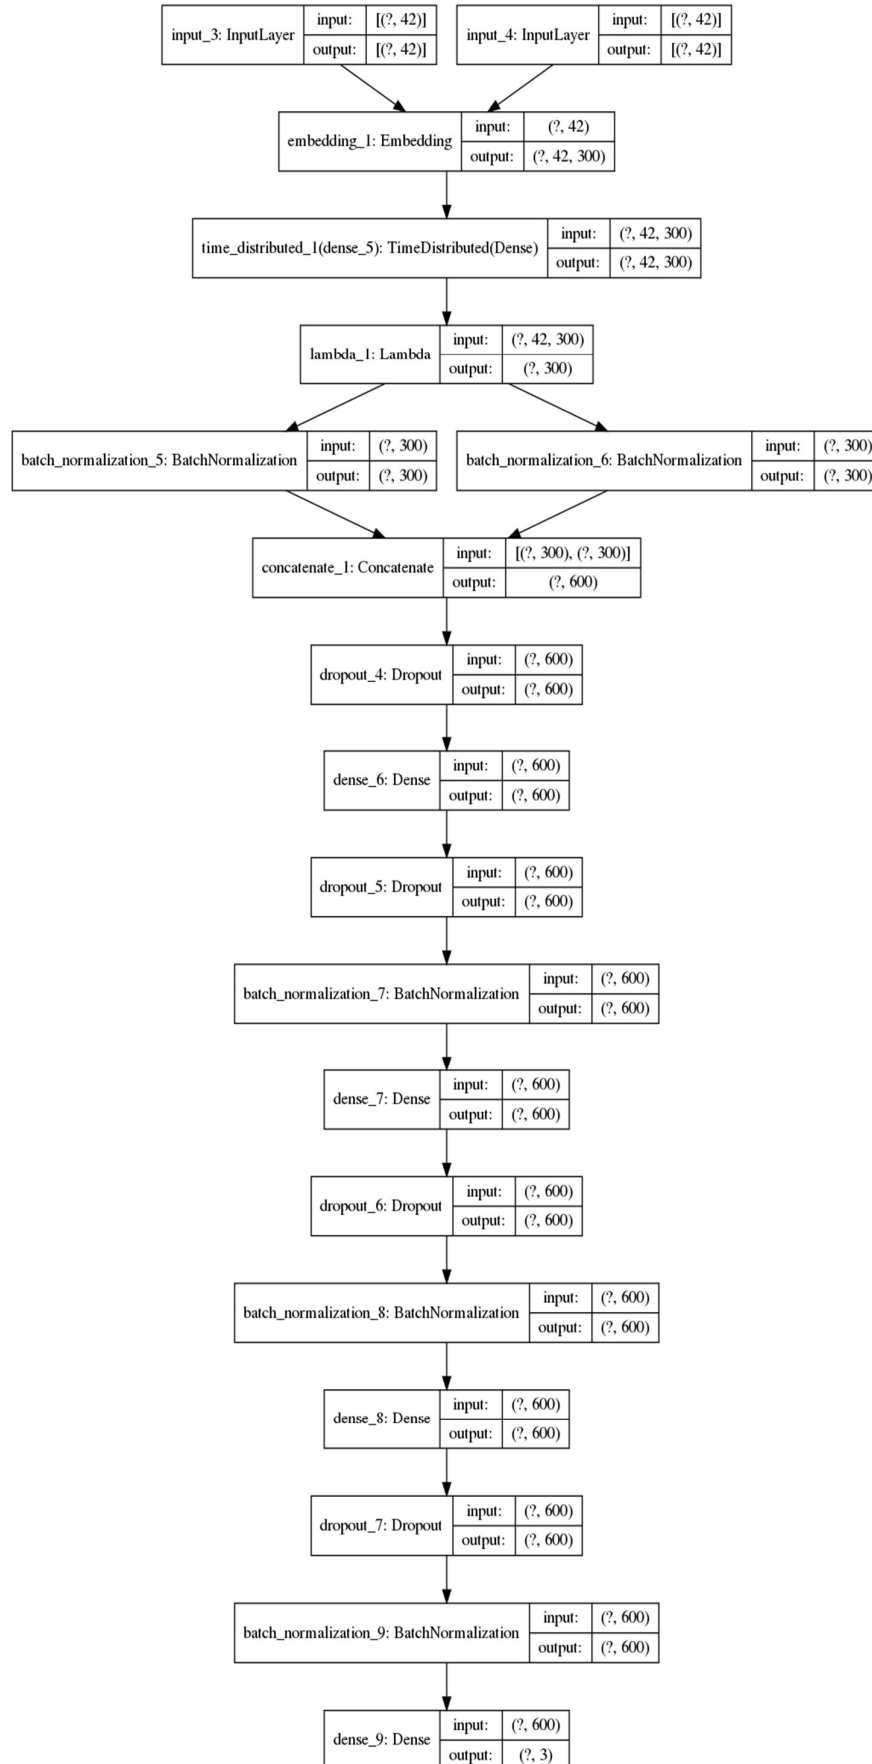 input_3: InputLayer
input: [(?, 42)]
output: [(?, 42)]
input_4: InputLayer
input: [(?, 42)]
output: [(?, 42)]
embedding_1: Embedding
input: (?, 42)
output: (?, 42, 300)
time_distributed_1(dense_5): TimeDistributed(Dense)
input: (?, 42, 300)
output: (?, 42, 300)
lambda_1: Lambda
input: (?, 42, 300)
output: (?, 300)
batch_normalization_5: BatchNormalization
input: (?, 300)
output: (?, 300)
batch_normalization_6: BatchNormalization
input: (?, 300)
output: (?, 300)
concatenate_1: Concatenate
input: [(?, 300), (?, 300)]
output: (?, 600)
dropout_4: Dropout
input: (?, 600)
output: (?, 600)
dense_6: Dense
input: (?, 600)
output: (?, 600)
dropout_5: Dropout
input: (?, 600)
output: (?, 600)
batch_normalization_7: BatchNormalization
input: (?, 600)
output: (?, 600)
dense_7: Dense
input: (?, 600)
output: (?, 600)
dropout_6: Dropout
input: (?, 600)
output: (?, 600)
batch_normalization_8: BatchNormalization
input: (?, 600)
output: (?, 600)
dense_8: Dense
input: (?, 600)
output: (?, 600)
dropout_7: Dropout
input: (?, 600)
output: (?, 600)
batch_normalization_9: BatchNormalization
input: (?, 600)
output: (?, 600)
dense_9: Dense
input: (?, 600)
output: (?, 3)